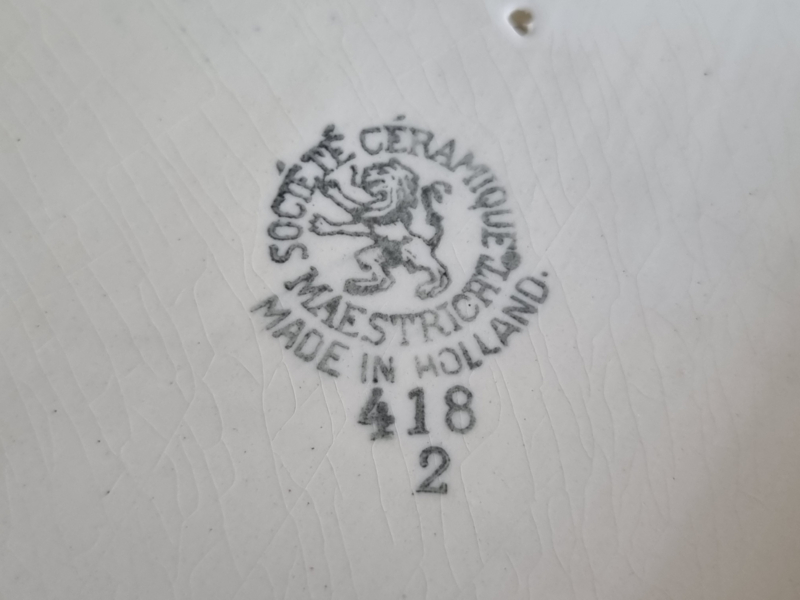 SOCIÉTÉ CÉRAMIQUE
MAESTRICHT
MADE IN HOLLAND.
418
2